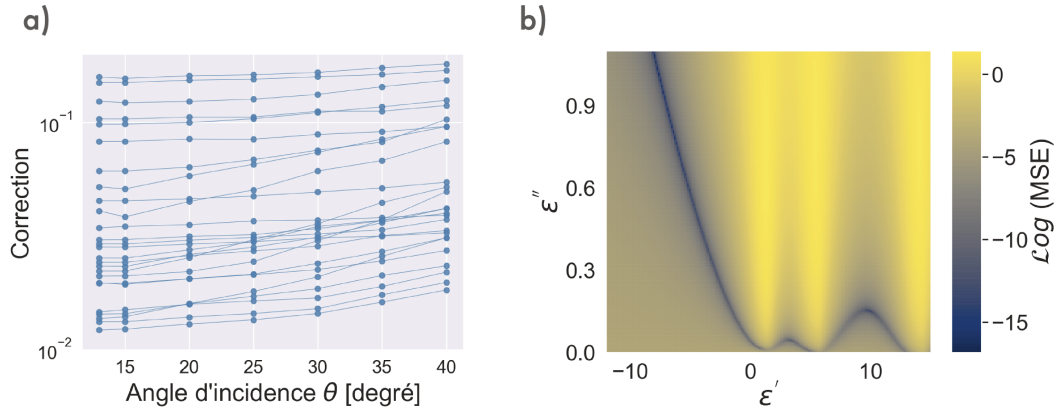 a)
Correction
10⁻¹
10⁻²
15 20 25 30 35 40
Angle d'incidence θ [degré]
b)
ε''
0.9
0.6
0.3
0.0
−10 0 10
ε'
0
−5
−10
−15
ℒog (MSE)